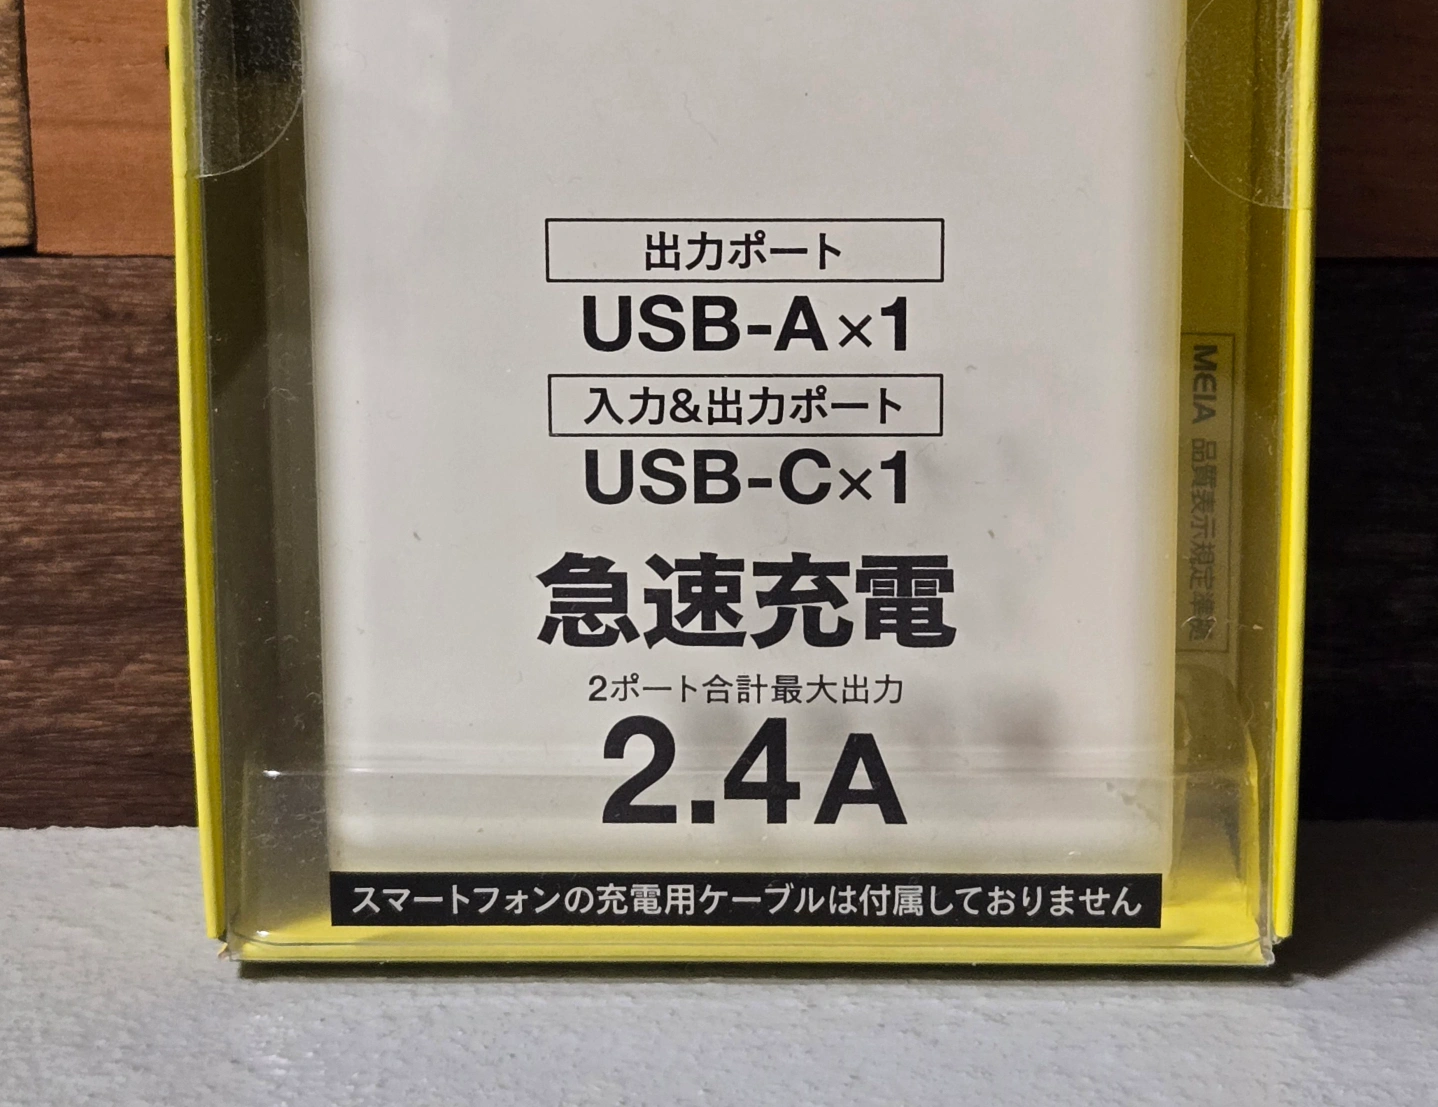 出力ポート
USB-A×1
入力&出力ポート
USB-C×1
急速充電
2ポート合計最大出力
2.4A
スマートフォンの充電用ケーブルは付属しておりません
MEIA 品質表示規定準拠